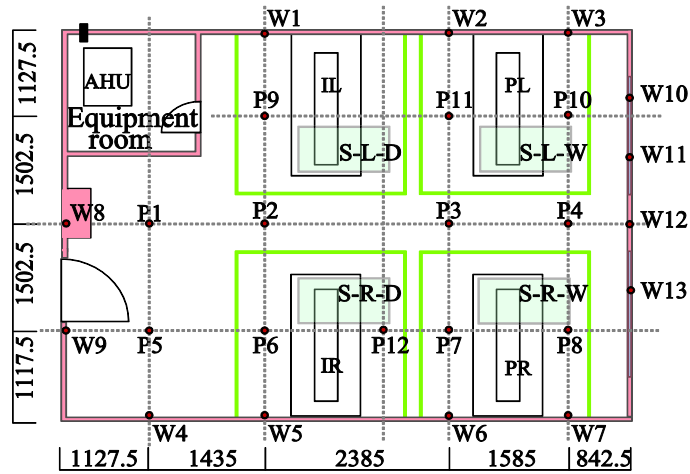 W1
W2
W3
AHU
IL
PL
W10
P9
P11
P10
Equipment
room
S-L-D
S-L-W
W11
W8
P1
P2
P3
P4
W12
S-R-D
S-R-W
W13
W9
P5
P6
P12
P7
P8
IR
PR
W4
W5
W6
W7
1127.5
1502.5
1502.5
1117.5
1127.5
1435
2385
1585
842.5